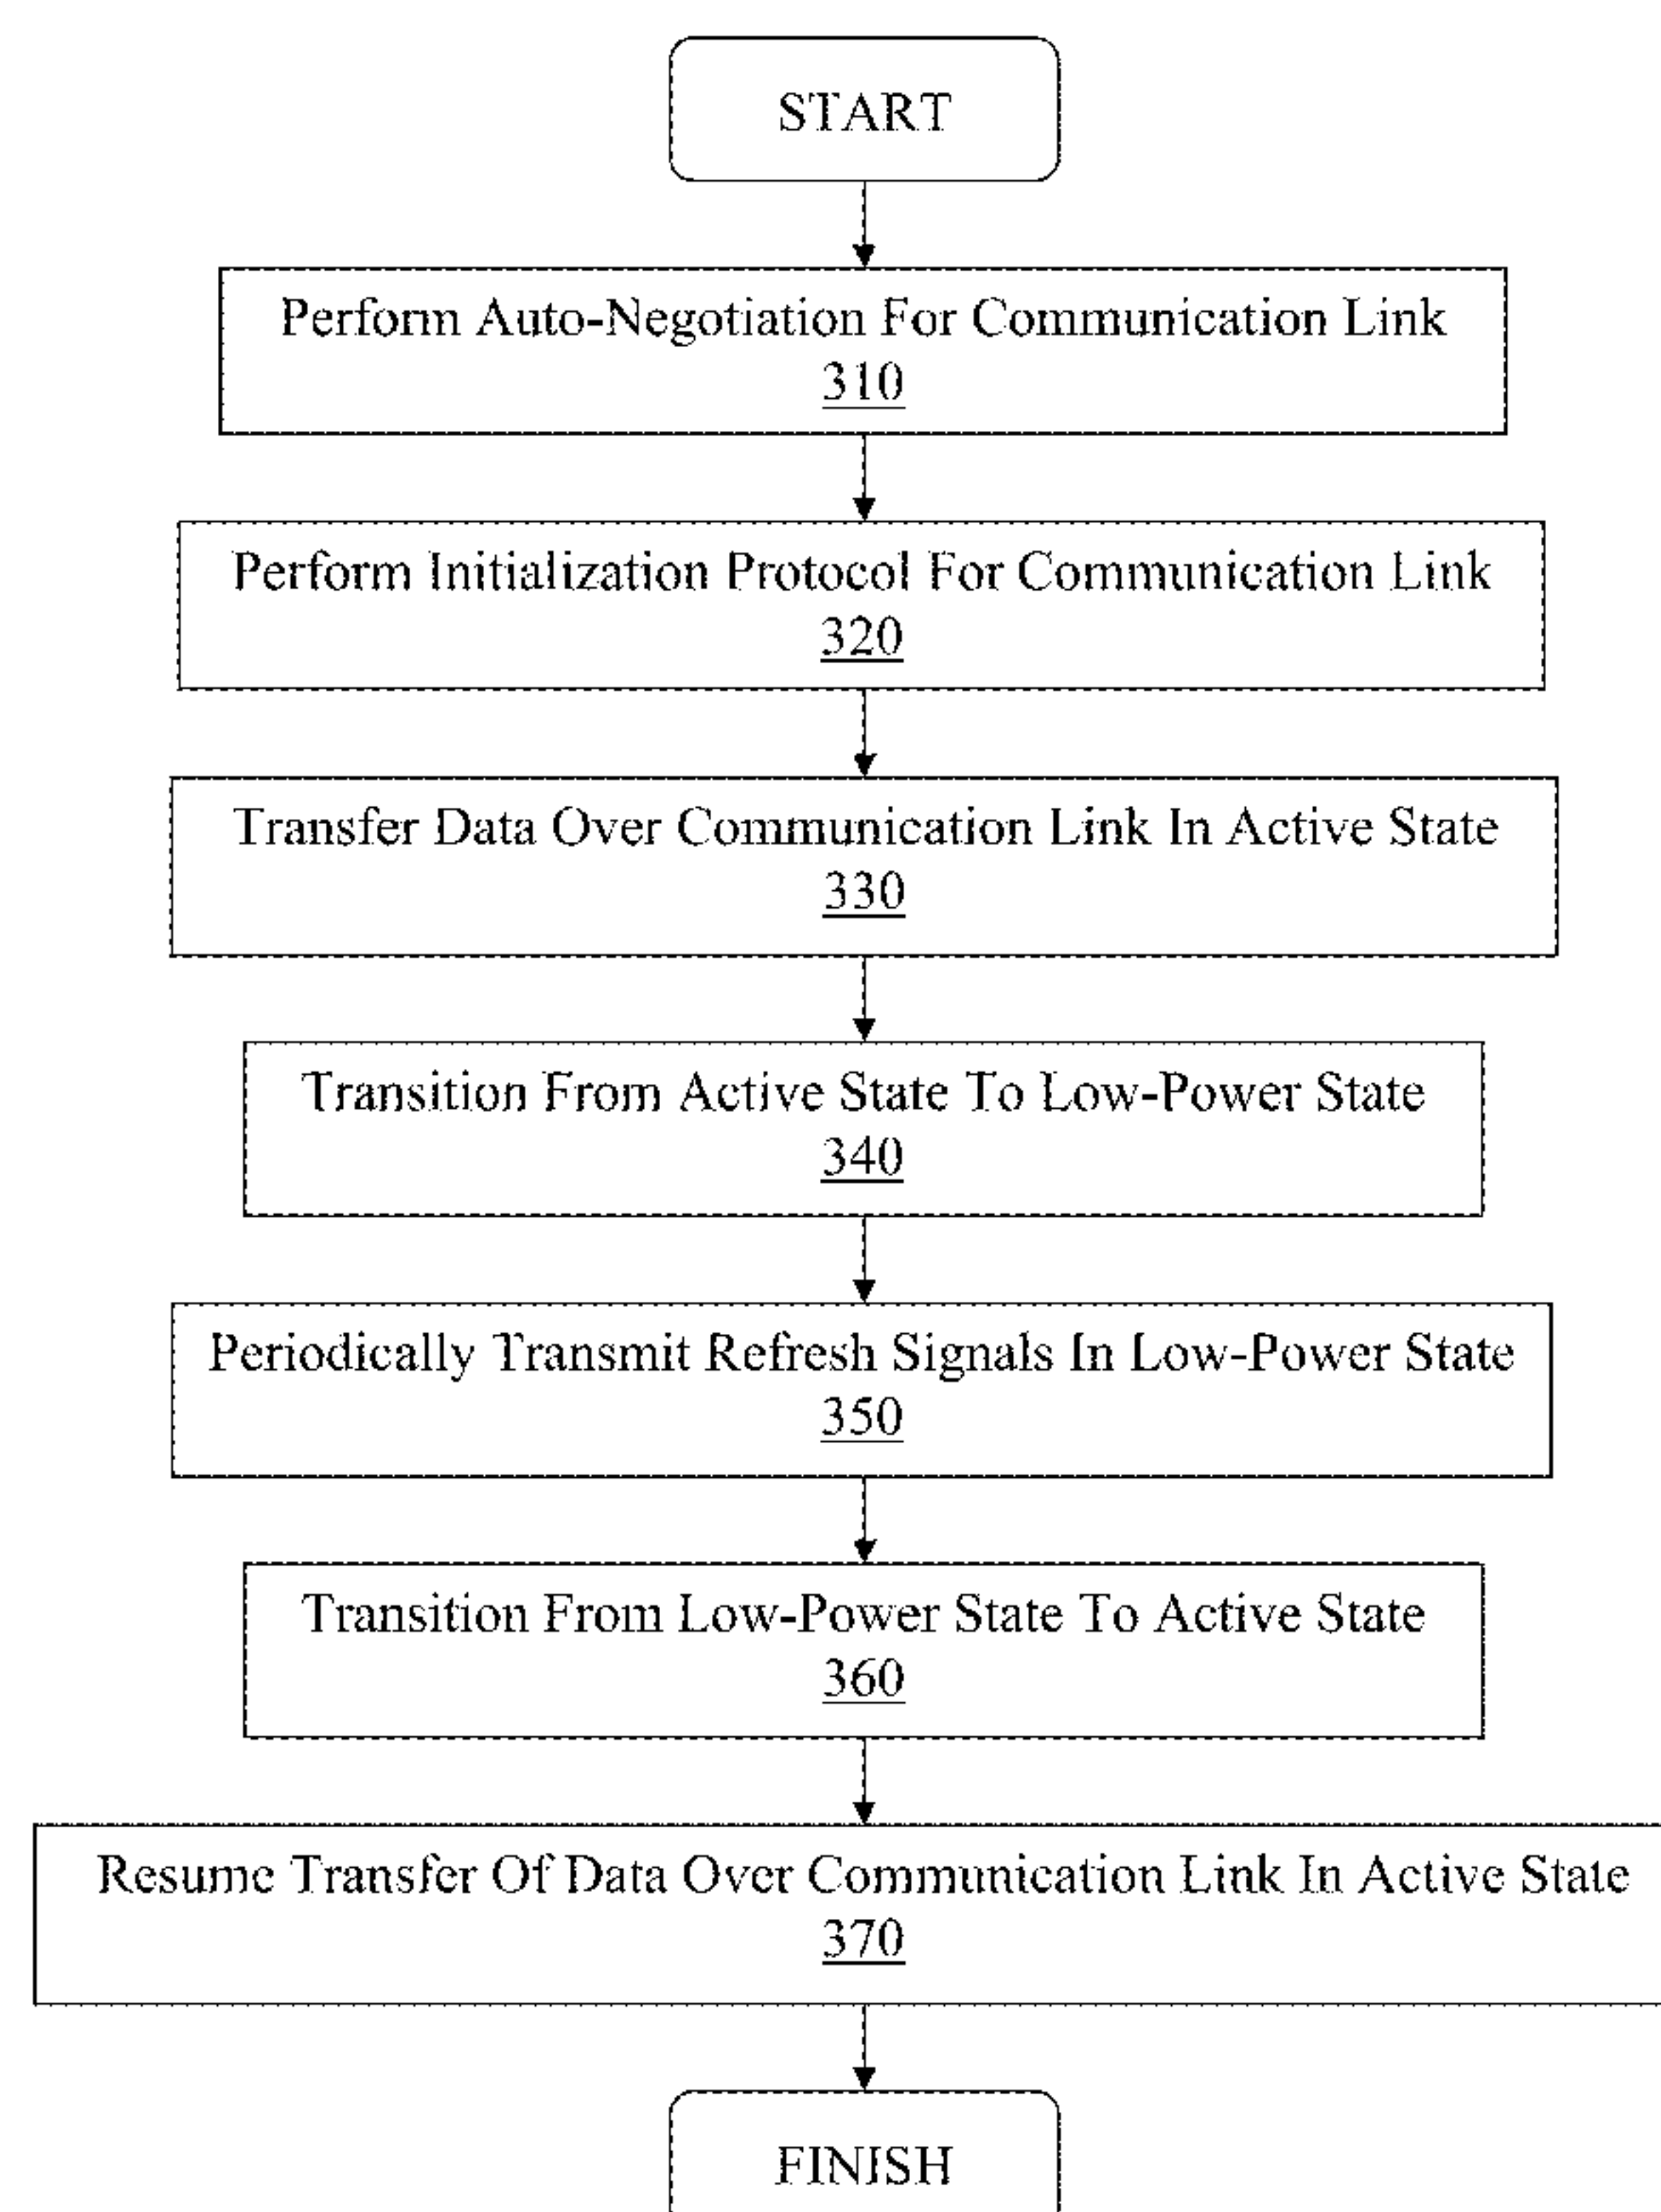 START
Perform Auto-Negotiation For Communication Link
310
Perform Initialization Protocol For Communication Link
320
Transfer Data Over Communication Link In Active State
330
Transition From Active State To Low-Power State
340
Periodically Transmit Refresh Signals In Low-Power State
350
Transition From Low-Power State To Active State
360
Resume Transfer Of Data Over Communication Link In Active State
370
FINISH